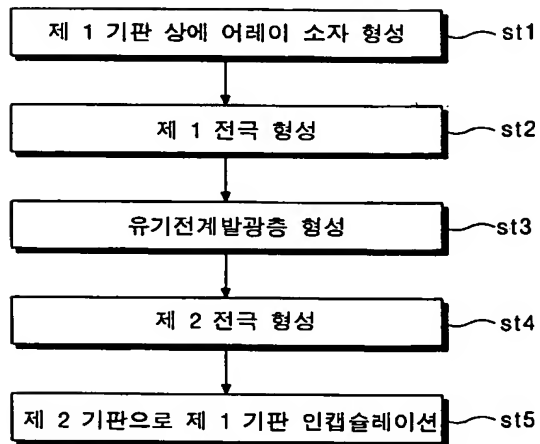 제 1 기판 상에 어레이 소자 형성 st1
제 1 전극 형성 st2
유기전계발광층 형성 st3
제 2 전극 형성 st4
제 2 기판으로 제 1 기판 인캡슐레이션 st5